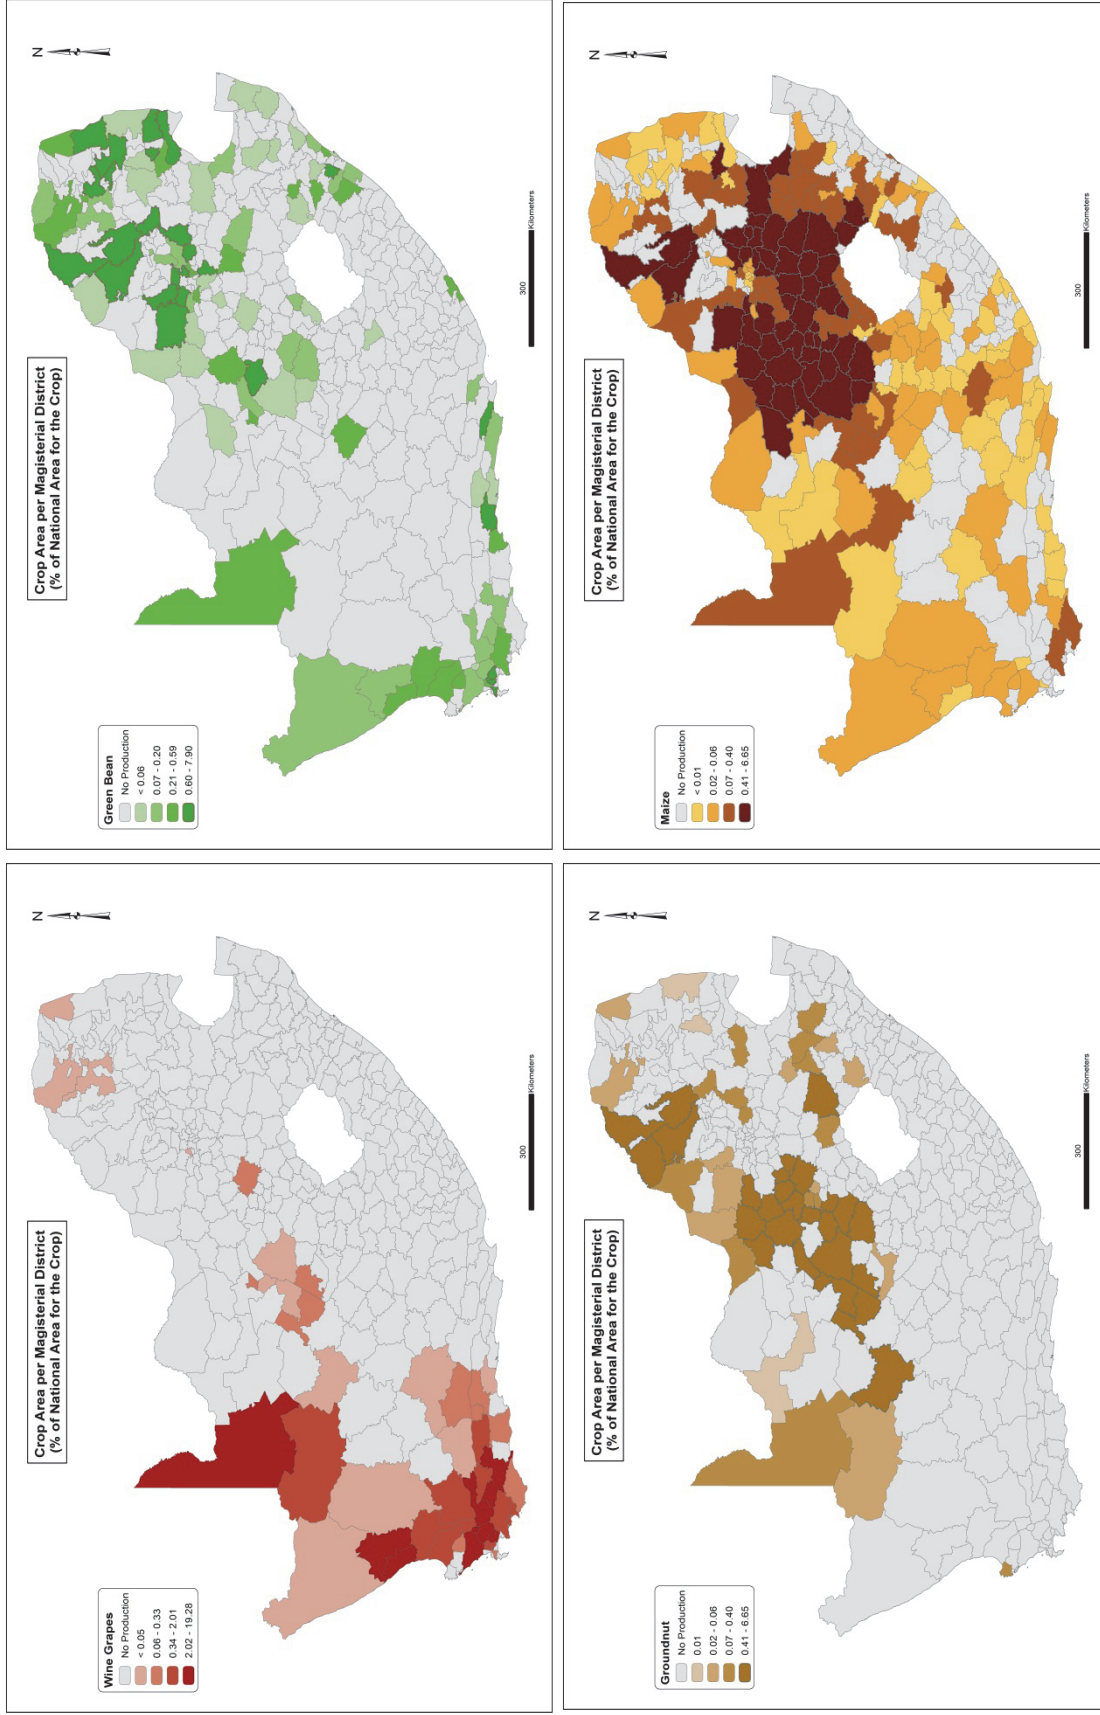 Crop Area per Magisterial District
(% of National Area for the Crop)
N
Wine Grapes
No Production
< 0.05
0.06 - 0.33
0.34 - 2.01
2.02 - 19.28
300
Kilometers
Crop Area per Magisterial District
(% of National Area for the Crop)
N
Green Bean
No Production
< 0.06
0.07 - 0.20
0.21 - 0.59
0.60 - 7.90
300
Kilometers
Crop Area per Magisterial District
(% of National Area for the Crop)
N
Groundnut
No Production
0.01
0.02 - 0.06
0.07 - 0.40
0.41 - 6.65
300
Kilometers
Crop Area per Magisterial District
(% of National Area for the Crop)
N
Maize
No Production
< 0.01
0.02 - 0.06
0.07 - 0.40
0.41 - 6.65
300
Kilometers